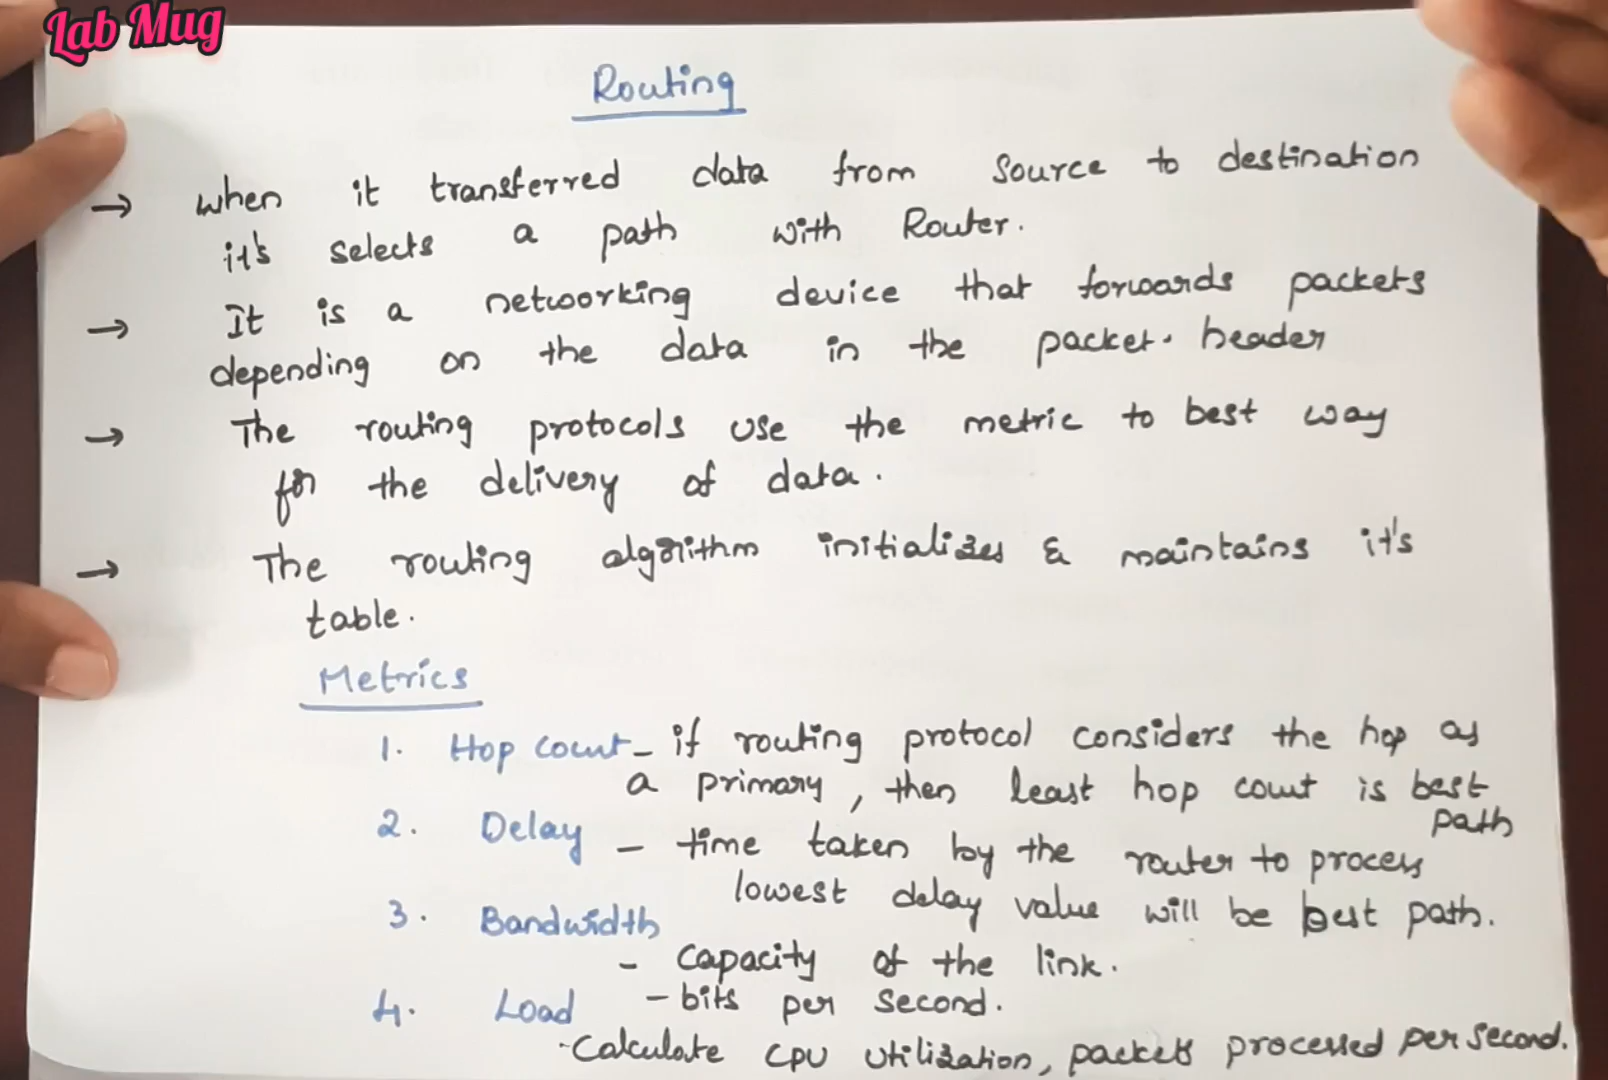 Lab Mug
Routing
→ when it transferred data from source to destination
it's selects a path with Router.
→ It is a networking device that forwards packets
depending on the data in the packet. header
→ The routing protocols use the metric to best way
for the delivery of data.
→ The routing algorithm initializes & maintains it's
table.
Metrics
1. Hop count - if routing protocol considers the hop as
a primary, then least hop count is best
path
2. Delay - time taken by the router to process
lowest delay value will be best path.
3. Bandwidth
- Capacity of the link.
- bits per second.
4. Load
- Calculate CPU utilization, packets processed per second.